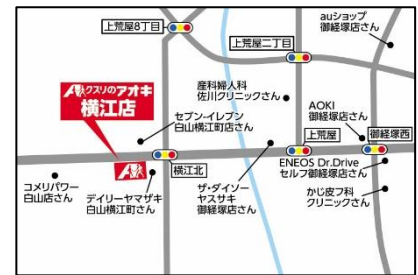 上荒屋8丁目
auショップ
御経塚店さん
上荒屋二丁目
クスリのアオキ
横江店
産科婦人科
佐川クリニックさん
セブン-イレブン
白山横江町店さん
AOKI
御経塚店さん
上荒屋
御経塚西
横江北
コメリパワー
白山店さん
デイリーヤマザキ
白山横江町さん
ザ・ダイソー
ヤスサキ
御経塚店さん
ENEOS Dr.Drive
セルフ御経塚店さん
かじ皮フ科
クリニックさん